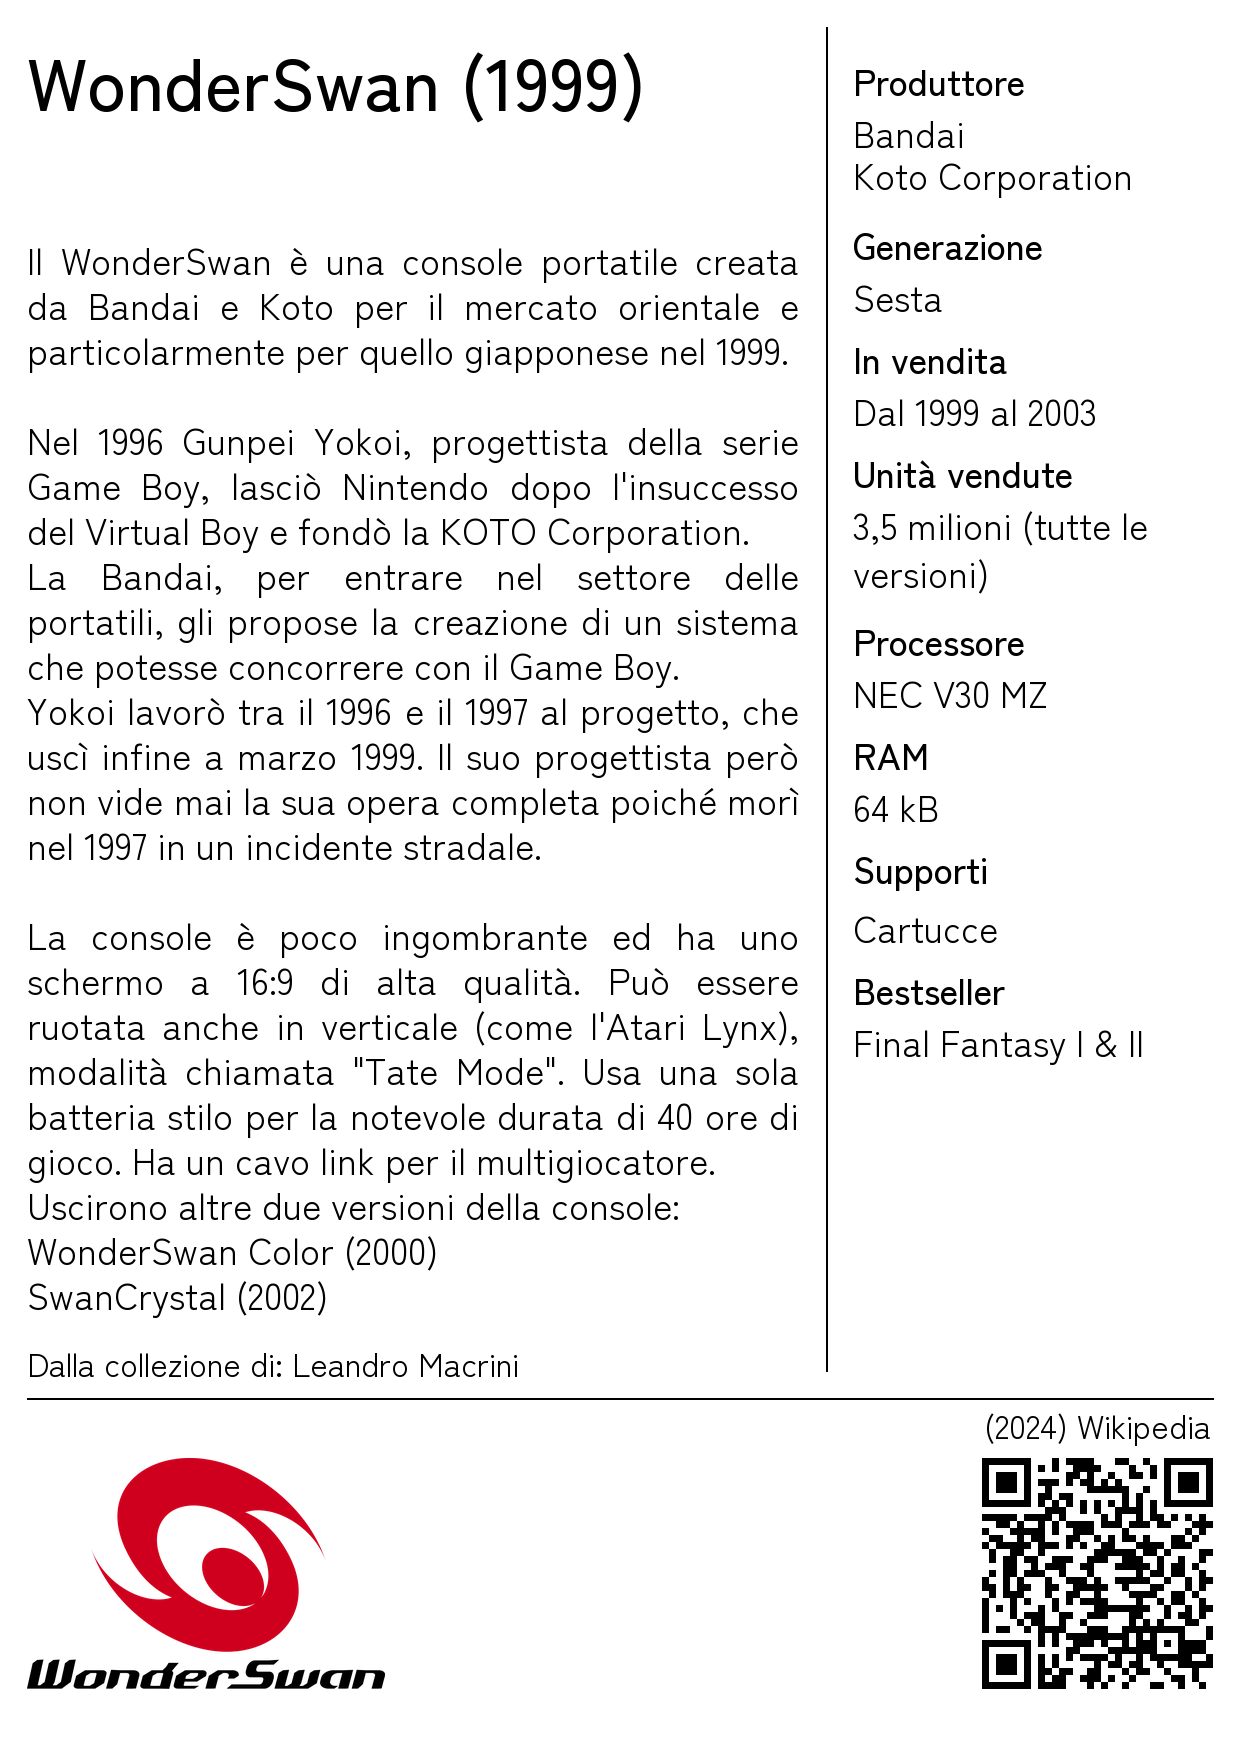 WonderSwan (1999)
Il WonderSwan è una console portatile creata
da Bandai e Koto per il mercato orientale e
particolarmente per quello giapponese nel 1999.
Nel 1996 Gunpei Yokoi, progettista della serie
Game Boy, lasciò Nintendo dopo l'insuccesso
del Virtual Boy e fondò la KOTO Corporation.
La Bandai, per entrare nel settore delle
portatili, gli propose la creazione di un sistema
che potesse concorrere con il Game Boy.
Yokoi lavorò tra il 1996 e il 1997 al progetto, che
uscì infine a marzo 1999. Il suo progettista però
non vide mai la sua opera completa poiché morì
nel 1997 in un incidente stradale.
La console è poco ingombrante ed ha uno
schermo a 16:9 di alta qualità. Può essere
ruotata anche in verticale (come l'Atari Lynx),
modalità chiamata "Tate Mode". Usa una sola
batteria stilo per la notevole durata di 40 ore di
gioco. Ha un cavo link per il multigiocatore.
Uscirono altre due versioni della console:
WonderSwan Color (2000)
SwanCrystal (2002)
Dalla collezione di: Leandro Macrini
Produttore
Bandai
Koto Corporation
Generazione
Sesta
In vendita
Dal 1999 al 2003
Unità vendute
3,5 milioni (tutte le
versioni)
Processore
NEC V30 MZ
RAM
64 kB
Supporti
Cartucce
Bestseller
Final Fantasy I & II
(2024) Wikipedia
WonderSwan